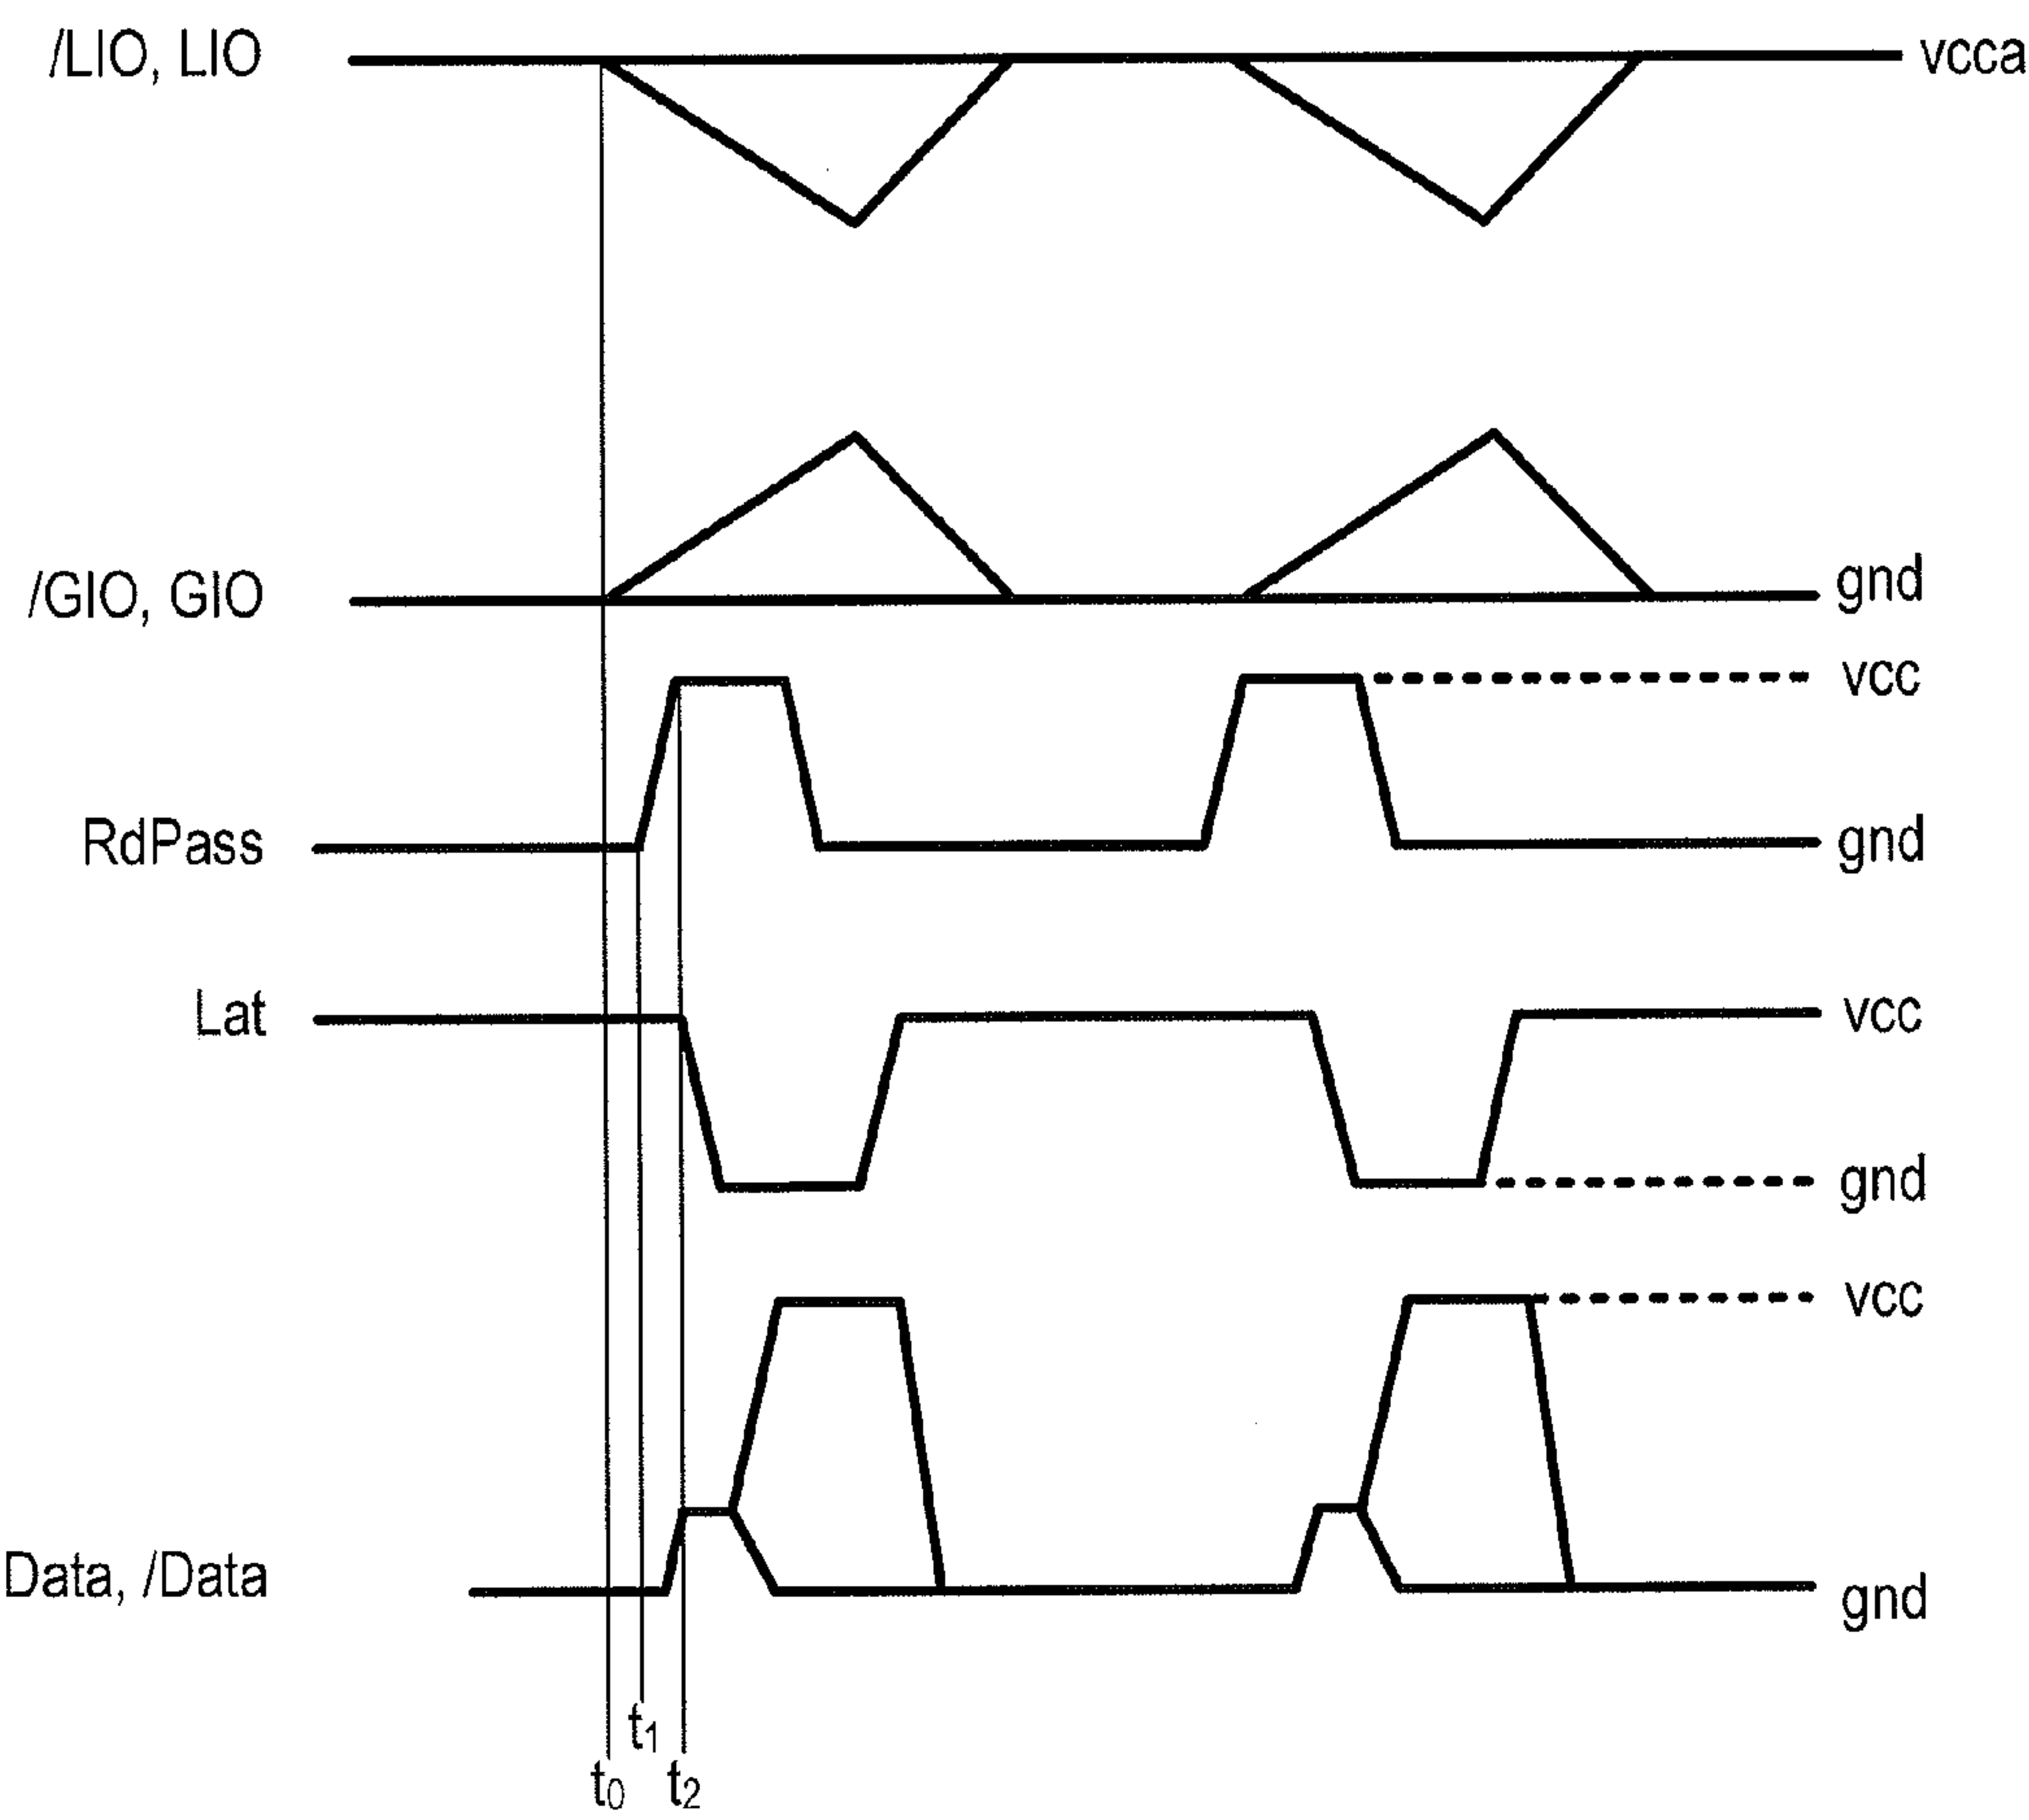 /LIO, LIO vcca
/GIO, GIO gnd
vcc
RdPass gnd
Lat vcc
gnd
vcc
Data, /Data gnd
t1
t0 t2